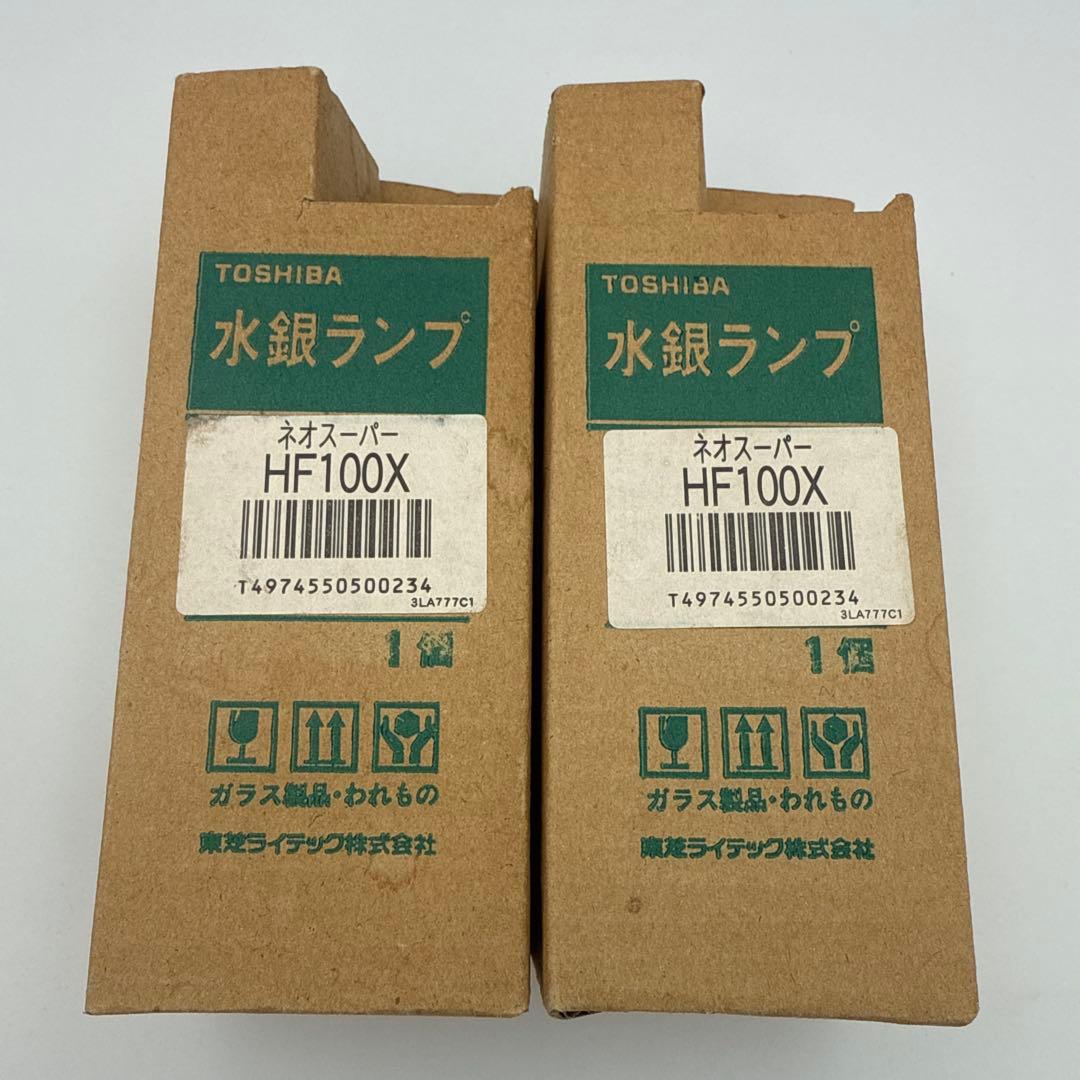 TOSHIBA
水銀ランプ
ネオスーパー
HF100X
T4974550500234
3LA777C1
1個
ガラス製品・われもの
東芝ライテック株式会社
TOSHIBA
水銀ランプ
ネオスーパー
HF100X
T4974550500234
3LA777C1
1個
ガラス製品・われもの
東芝ライテック株式会社